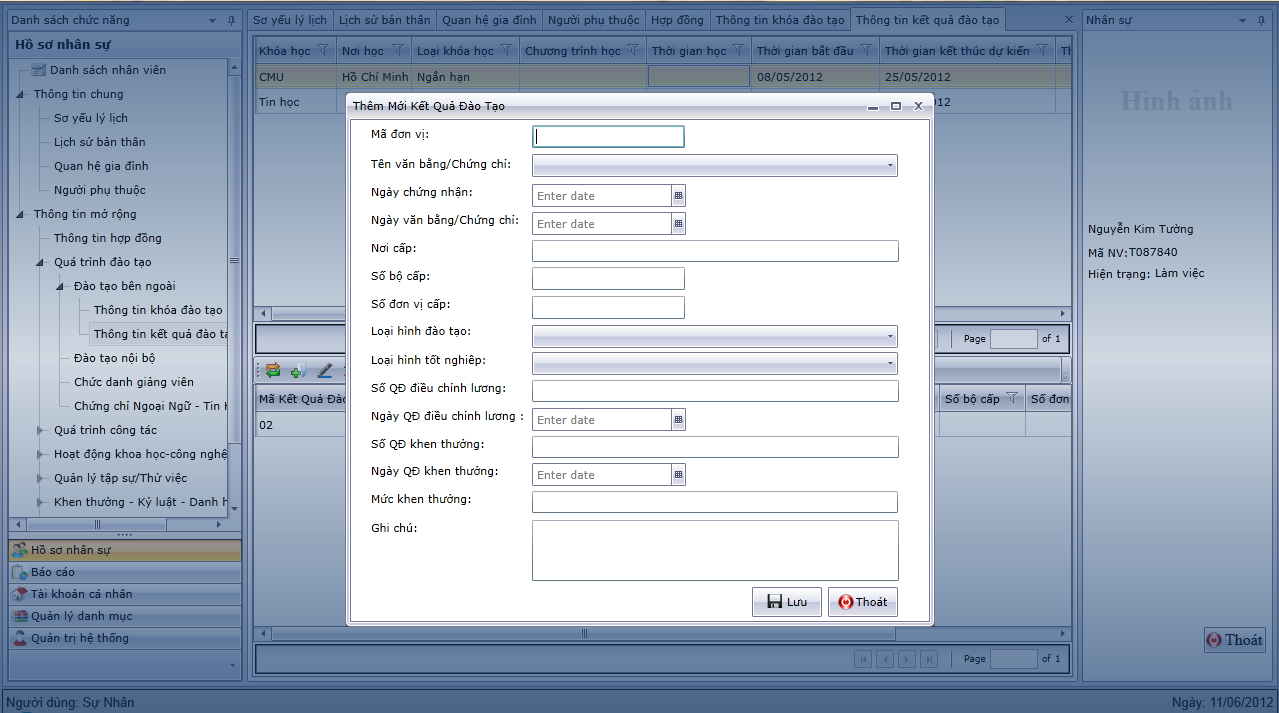 Danh sách chức năng
Hồ sơ nhân sự
Danh sách nhân viên
Thông tin chung
Sơ yếu lý lịch
Lịch sử bản thân
Quan hệ gia đình
Người phụ thuộc
Thông tin mở rộng
Thông tin hợp đồng
Quá trình đào tạo
Đào tạo bên ngoài
Thông tin khóa đào tạo
Thông tin kết quả đào tạ
Đào tạo nội bộ
Chức danh giảng viên
Chứng chỉ Ngoại Ngữ - Tin H
Quá trình công tác
Hoạt động khoa học-công nghệ
Quản lý tập sự/Thử việc
Khen thưởng - Kỷ luật - Danh h
Hồ sơ nhân sự
Báo cáo
Tài khoản cá nhân
Quản lý danh mục
Quản trị hệ thống
Sơ yếu lý lịch Lịch sử bản thân Quan hệ gia đình Người phụ thuộc Hợp đồng Thông tin khóa đào tạo Thông tin kết quả đào tạo
Khóa học Nơi học Loại khóa học Chương trình học Thời gian học Thời gian bắt đầu Thời gian kết thúc dự kiến Th
CMU Hồ Chí Minh Ngắn hạn 08/05/2012 25/05/2012
Tin học 12
Page of 1
Mã Kết Quả Đào Số bộ cấp Số đơn
02
Page of 1
Thêm Mới Kết Quả Đào Tạo
Mã đơn vị:
Tên văn bằng/Chứng chỉ:
Ngày chứng nhận: Enter date
Ngày văn bằng/Chứng chỉ: Enter date
Nơi cấp:
Số bộ cấp:
Số đơn vị cấp:
Loại hình đào tạo:
Loại hình tốt nghiệp:
Số QĐ điều chỉnh lương:
Ngày QĐ điều chỉnh lương : Enter date
Số QĐ khen thưởng:
Ngày QĐ khen thưởng: Enter date
Mức khen thưởng:
Ghi chú:
Lưu Thoát
Nhân sự
Hình ảnh
Nguyễn Kim Tường
Mã NV:T087840
Hiện trạng: Làm việc
Thoát
Người dùng: Sự Nhân
Ngày: 11/06/2012